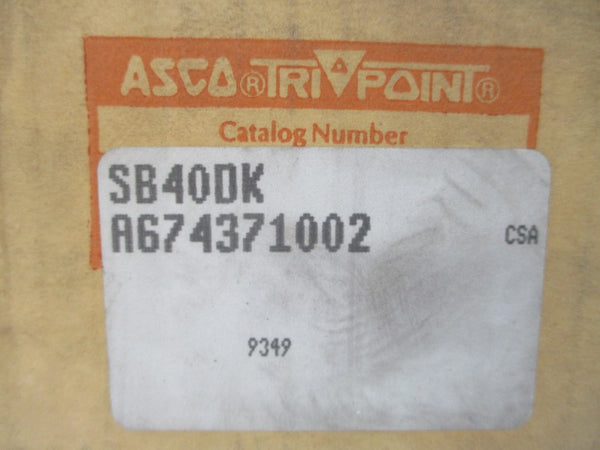 ASCO® TRI POINT®
Catalog Number
SB40DK
A674371002
CSA
9349